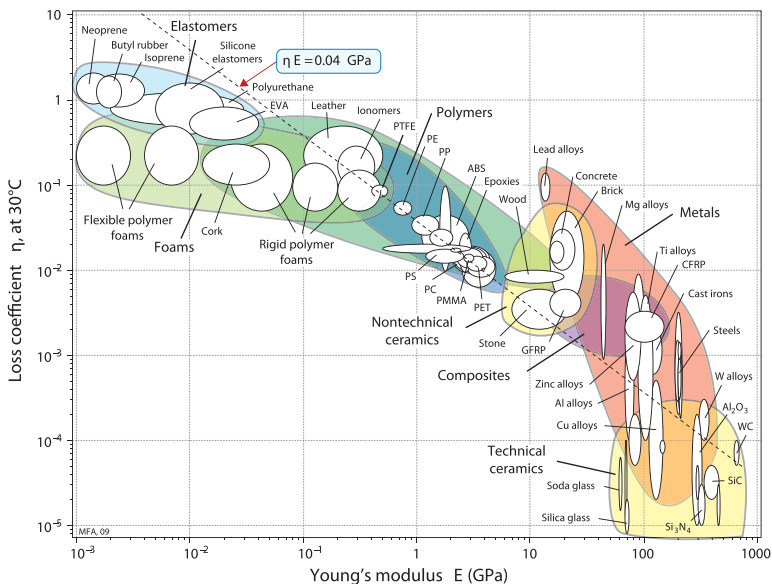 10
1
10⁻¹
10⁻²
10⁻³
10⁻⁴
10⁻⁵
Loss coefficient η, at 30°C
Neoprene
Butyl rubber
Isoprene
Elastomers
Silicone
elastomers
η E = 0.04 GPa
Polyurethane
EVA
Leather
Ionomers
PTFE
Polymers
PE
PP
ABS
Epoxies
Wood
Lead alloys
Concrete
Brick
Mg alloys
Metals
Ti alloys
CFRP
Cast irons
Steels
W alloys
Al₂O₃
WC
SiC
Flexible polymer
foams
Foams
Cork
Rigid polymer
foams
PS
PC
PMMA
PET
Nontechnical
ceramics
Stone
GFRP
Composites
Zinc alloys
Al alloys
Cu alloys
Technical
ceramics
Soda glass
Silica glass
Si₃N₄
MFA, 09
10⁻³
10⁻²
10⁻¹
1
10
100
1000
800
Young's modulus E (GPa)